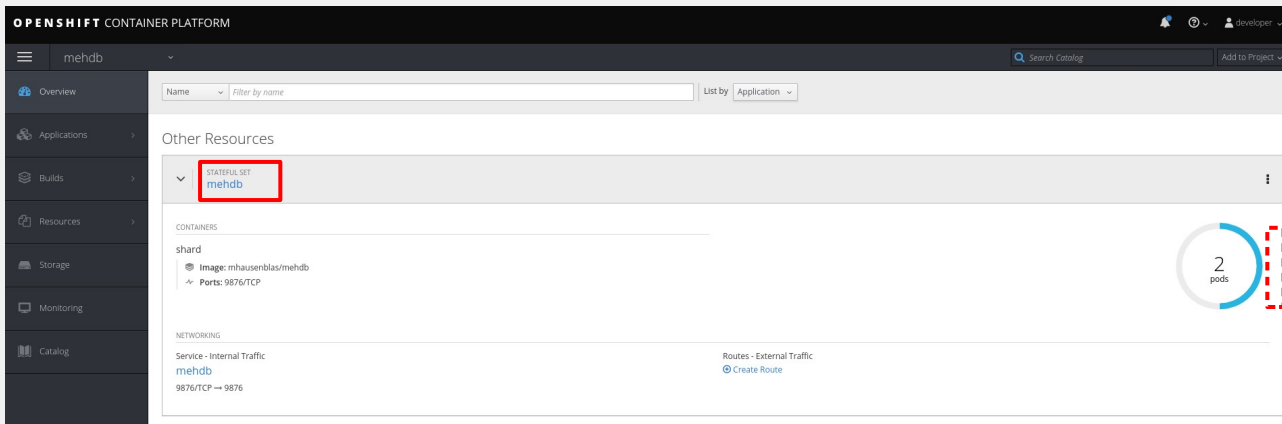 OPENSHIFT CONTAINER PLATFORM
developer
mehdb
Search Catalog
Add to Project
Overview
Name
Filter by name
List by
Application
Applications
Other Resources
Builds
STATEFUL SET
mehdb
Resources
CONTAINERS
shard
Storage
Image: mhausenblas/mehdb
Ports: 9876/TCP
2
pods
Monitoring
NETWORKING
Catalog
Service - Internal Traffic
Routes - External Traffic
mehdb
Create Route
9876/TCP → 9876